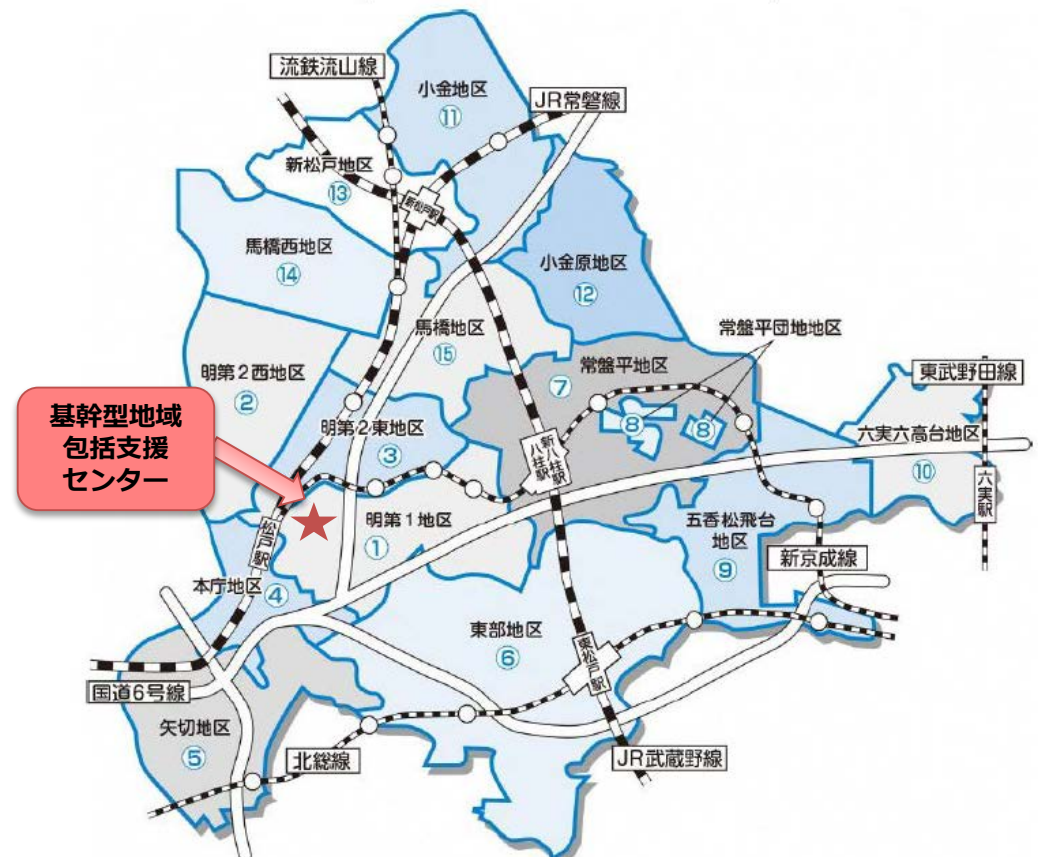 流鉄流山線
小金地区
⑪
JR常磐線
新松戸地区
⑬
新松戸駅
馬橋西地区
⑭
小金原地区
⑫
馬橋地区
⑮
常盤平団地地区
常盤平地区
⑦
⑧
⑧
東武野田線
明第2西地区
②
基幹型地域
包括支援
センター
明第2東地区
③
新八柱駅
八柱駅
六実六高台地区
⑩
六実駅
明第1地区
①
五香松飛台
地区
⑨
松戸駅
新京成線
本庁地区
④
東部地区
⑥
東松戸駅
国道6号線
矢切地区
⑤
北総線
JR武蔵野線